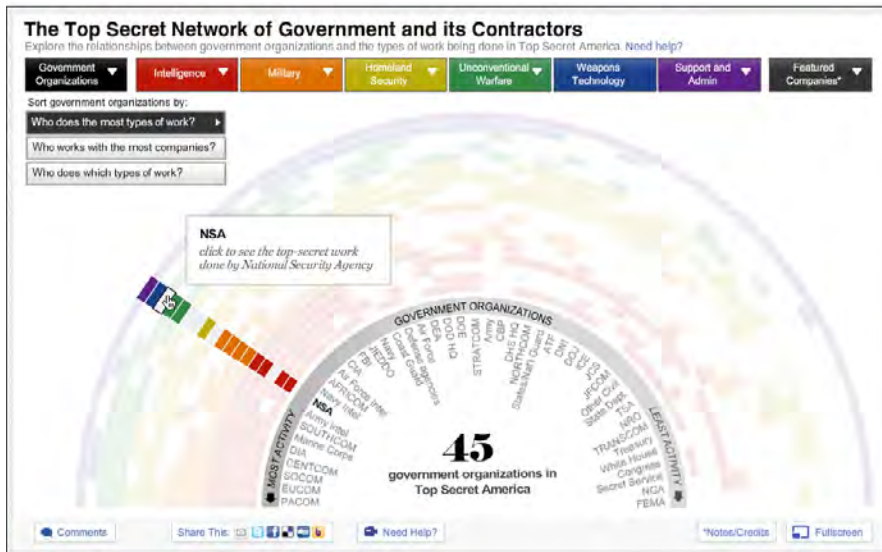 The Top Secret Network of Government and its Contractors
Explore the relationships between government organizations and the types of work being done in Top Secret America. Need help?
Government Organizations
Intelligence
Military
Homeland Security
Unconventional Warfare
Weapons Technology
Support and Admin
Featured Companies*
Sort government organizations by:
Who does the most types of work?
Who works with the most companies?
Who does which types of work?
NSA
click to see the top-secret work
done by National Security Agency
MOST ACTIVITY
GOVERNMENT ORGANIZATIONS
LEAST ACTIVITY
PACOM
EUCOM
SOCOM
CENTCOM
DIA
Marine Corps
SOUTHCOM
Army Intel
NSA
Navy Intel
AFRICOM
Air Force Intel
CIA
FBI
JIEDDO
Navy
Coast Guard
Defense agencies
Air Force
DEA
DOD HQ
DOE
STRATCOM
Army
CBP
DHS HQ
NORTHCOM
States/Nat'l Guard
ATF
DNI
DOJ
ICE
JCS
JFCOM
Other Civil
State Dept.
TSA
NRO
TRANSCOM
Treasury
White House
Congress
Secret Service
NGA
FEMA
45
government organizations in
Top Secret America
Comments
Share This:
Need Help?
*Notes/Credits
Fullscreen